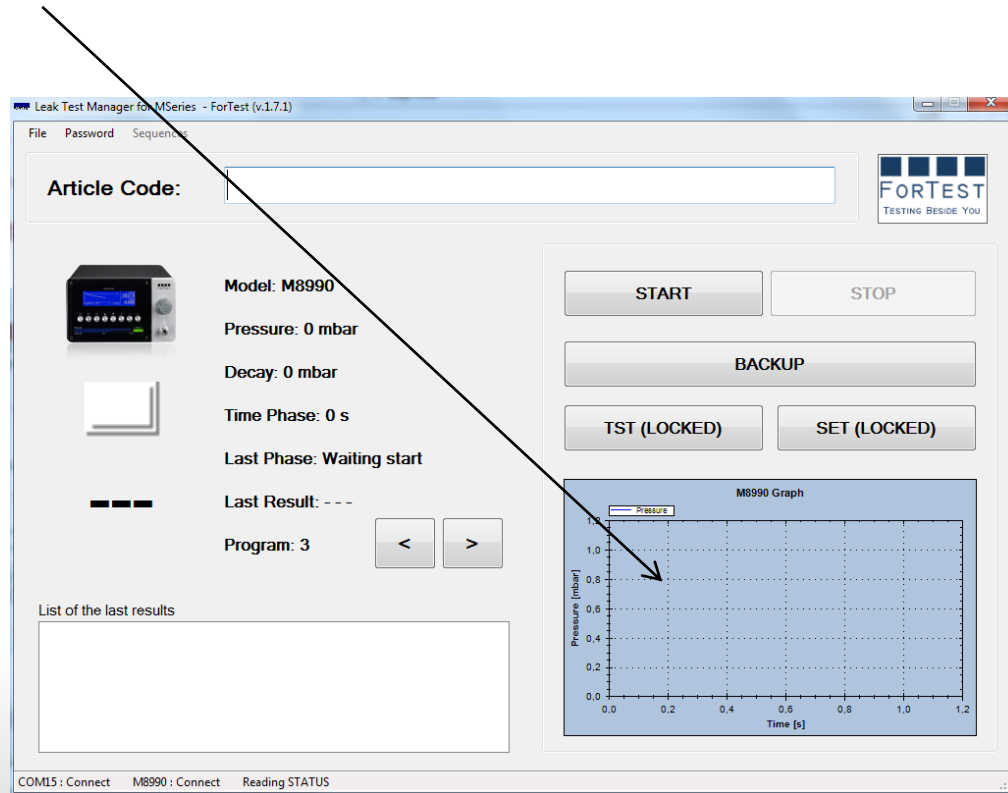 Leak Test Manager for MSeries - ForTest (v.1.7.1)
File Password Sequences
Article Code:
FORTEST
TESTING BESIDE YOU
Model: M8990
Pressure: 0 mbar
Decay: 0 mbar
Time Phase: 0 s
Last Phase: Waiting start
Last Result: - - -
Program: 3
<
>
List of the last results
START
STOP
BACKUP
TST (LOCKED)
SET (LOCKED)
M8990 Graph
Pressure
1,2
1,0
0,8
0,6
0,4
0,2
0,0
Pressure [mbar]
0,0 0,2 0,4 0,6 0,8 1,0 1,2
Time [s]
COM15 : Connect M8990 : Connect Reading STATUS